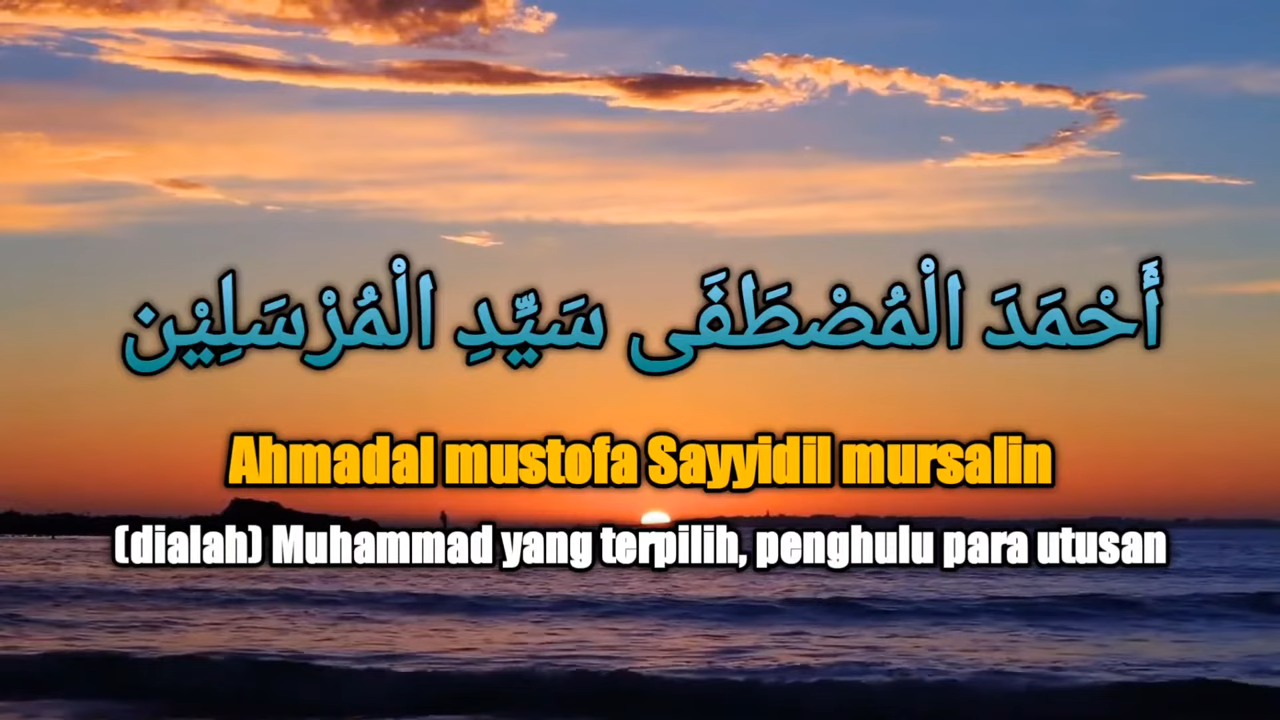 أَحْمَدَ الْمُصْطَفَى سَيِّدِ الْمُرْسَلِيْن
Ahmadal mustofa Sayyidil mursalin
(dialah) Muhammad yang terpilih, penghulu para utusan